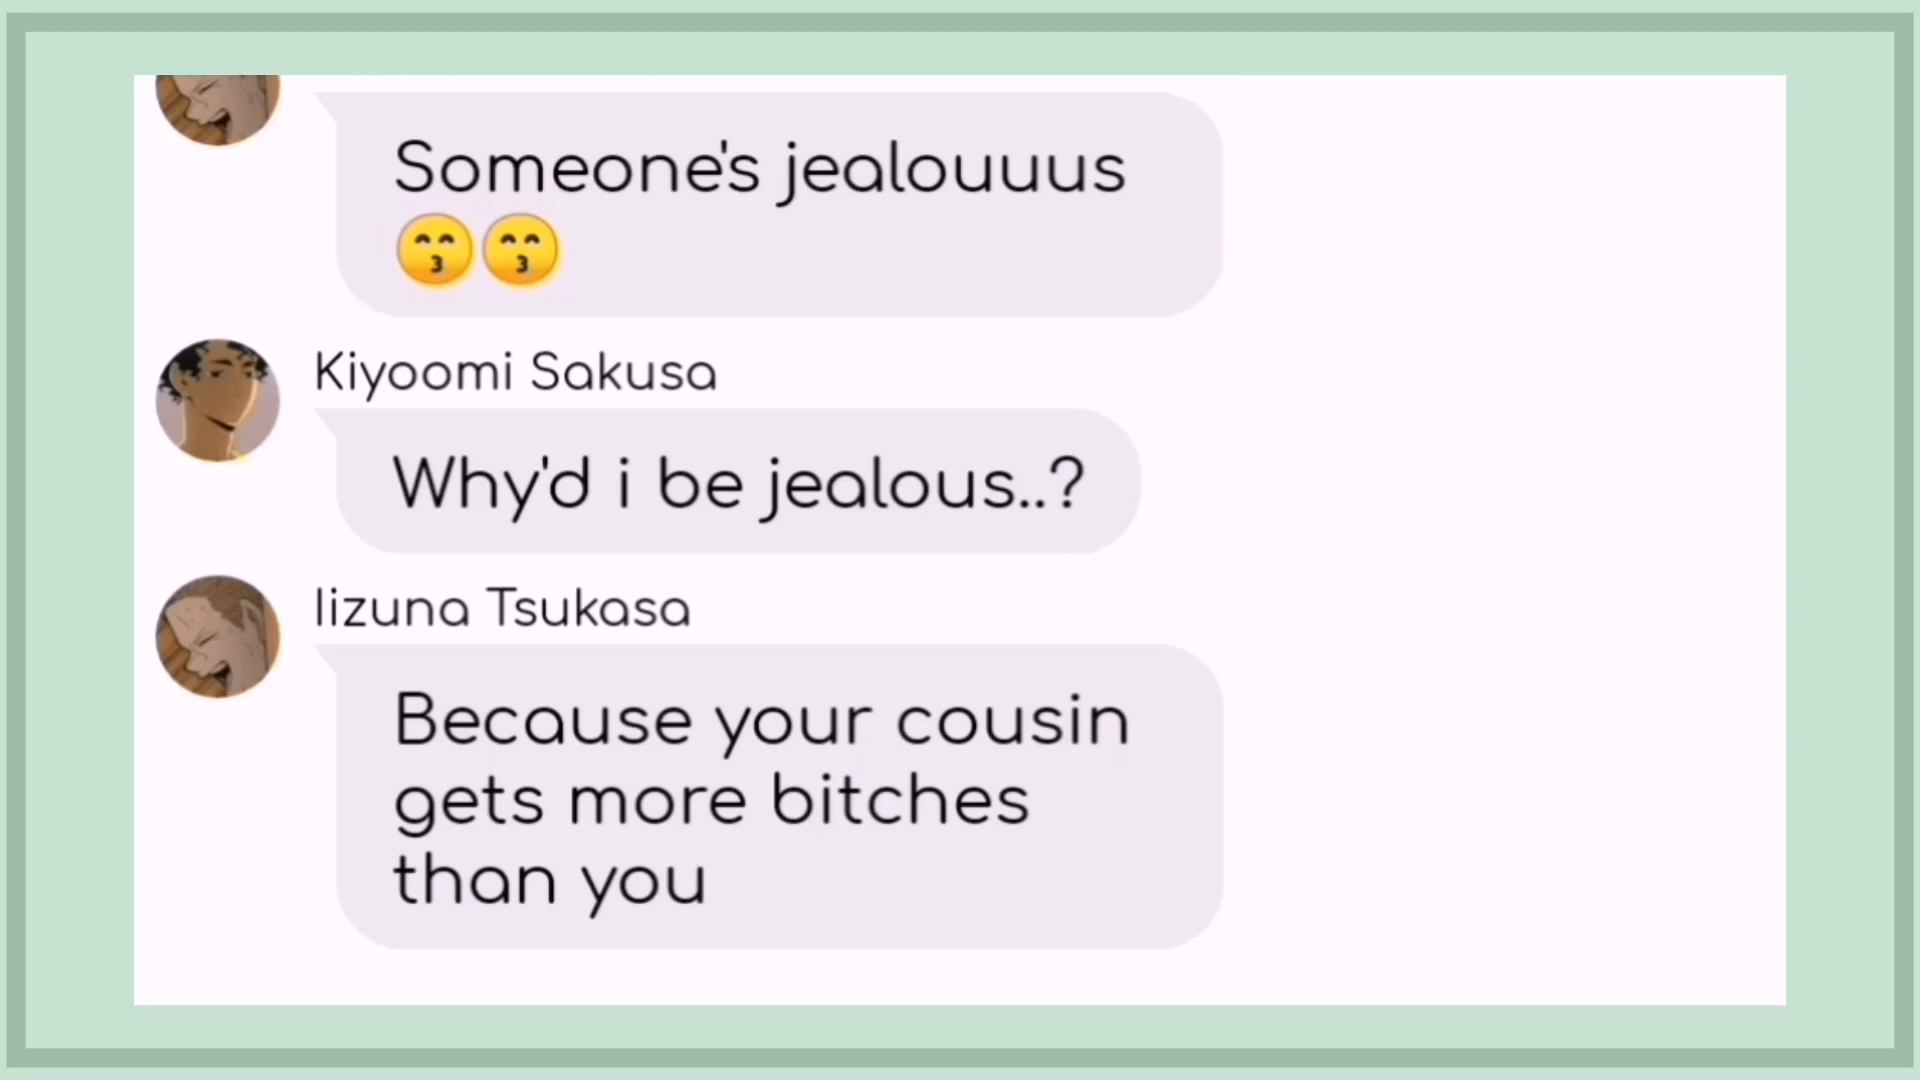 Someone's jealouuus
😙😙
Kiyoomi Sakusa
Why'd i be jealous..?
Iizuna Tsukasa
Because your cousin
gets more bitches
than you